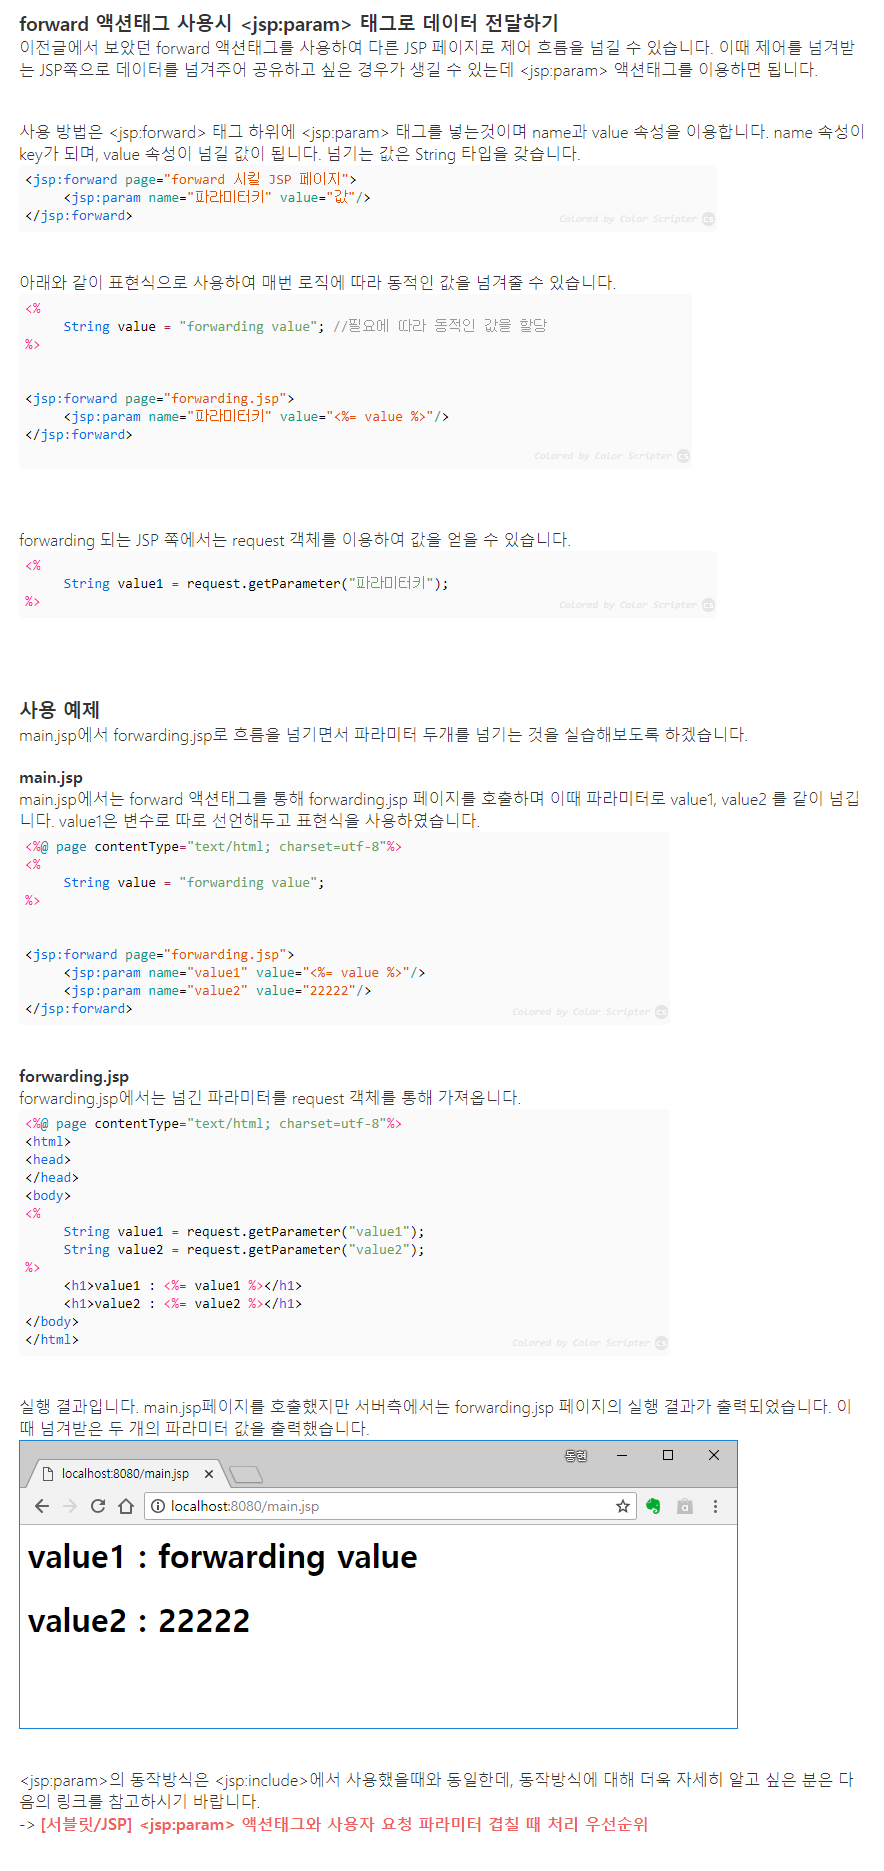 forward 액션태그 사용시 <jsp:param> 태그로 데이터 전달하기
이전글에서 보았던 forward 액션태그를 사용하여 다른 JSP 페이지로 제어 흐름을 넘길 수 있습니다. 이때 제어를 넘겨받
는 JSP쪽으로 데이터를 넘겨주어 공유하고 싶은 경우가 생길 수 있는데 <jsp:param> 액션태그를 이용하면 됩니다.
사용 방법은 <jsp:forward> 태그 하위에 <jsp:param> 태그를 넣는것이며 name과 value 속성을 이용합니다. name 속성이
key가 되며, value 속성이 넘길 값이 됩니다. 넘기는 값은 String 타입을 갖습니다.
<jsp:forward page="forward 시킬 JSP 페이지">
<jsp:param name="파라미터키" value="값"/>
</jsp:forward>
Colored by Color Scripter CS
아래와 같이 표현식으로 사용하여 매번 로직에 따라 동적인 값을 넘겨줄 수 있습니다.
<%
String value = "forwarding value"; //필요에 따라 동적인 값을 할당
%>
<jsp:forward page="forwarding.jsp">
<jsp:param name="파라미터키" value="<%= value %>"/>
</jsp:forward>
Colored by Color Scripter CS
forwarding 되는 JSP 쪽에서는 request 객체를 이용하여 값을 얻을 수 있습니다.
<%
String value1 = request.getParameter("파라미터키");
%>
Colored by Color Scripter CS
사용 예제
main.jsp에서 forwarding.jsp로 흐름을 넘기면서 파라미터 두개를 넘기는 것을 실습해보도록 하겠습니다.
main.jsp
main.jsp에서는 forward 액션태그를 통해 forwarding.jsp 페이지를 호출하며 이때 파라미터로 value1, value2 를 같이 넘깁
니다. value1은 변수로 따로 선언해두고 표현식을 사용하였습니다.
<%@ page contentType="text/html; charset=utf-8"%>
<%
String value = "forwarding value";
%>
<jsp:forward page="forwarding.jsp">
<jsp:param name="value1" value="<%= value %>"/>
<jsp:param name="value2" value="22222"/>
</jsp:forward>
Colored by Color Scripter CS
forwarding.jsp
forwarding.jsp에서는 넘긴 파라미터를 request 객체를 통해 가져옵니다.
<%@ page contentType="text/html; charset=utf-8"%>
<html>
<head>
</head>
<body>
<%
String value1 = request.getParameter("value1");
String value2 = request.getParameter("value2");
%>
<h1>value1 : <%= value1 %></h1>
<h1>value2 : <%= value2 %></h1>
</body>
</html>
Colored by Color Scripter CS
실행 결과입니다. main.jsp페이지를 호출했지만 서버측에서는 forwarding.jsp 페이지의 실행 결과가 출력되었습니다. 이
때 넘겨받은 두 개의 파라미터 값을 출력했습니다.
동현
localhost:8080/main.jsp
localhost:8080/main.jsp
value1 : forwarding value
value2 : 22222
<jsp:param>의 동작방식은 <jsp:include>에서 사용했을때와 동일한데, 동작방식에 대해 더욱 자세히 알고 싶은 분은 다
음의 링크를 참고하시기 바랍니다.
-> [서블릿/JSP] <jsp:param> 액션태그와 사용자 요청 파라미터 겹칠 때 처리 우선순위